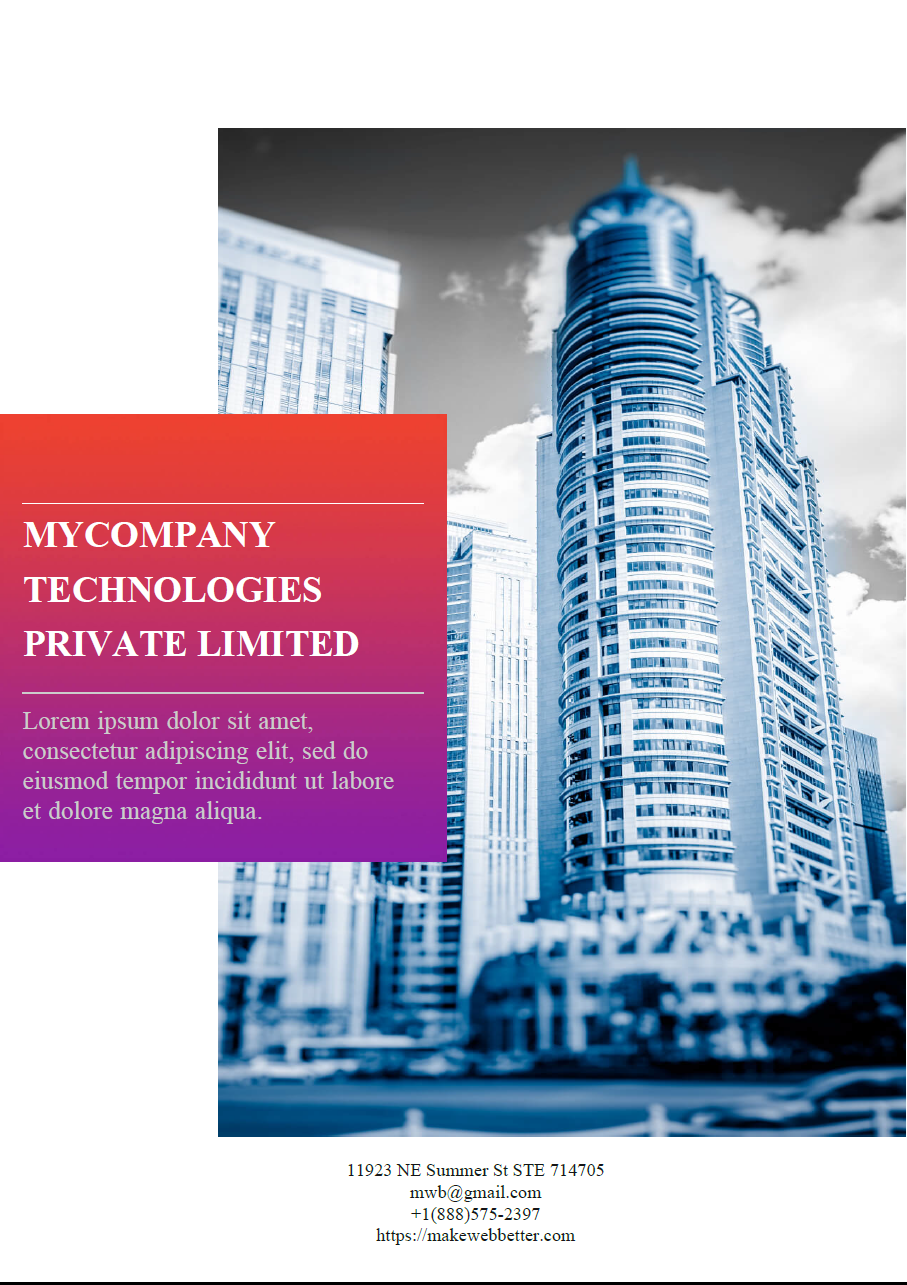 MYCOMPANY
TECHNOLOGIES
PRIVATE LIMITED
Lorem ipsum dolor sit amet,
consectetur adipiscing elit, sed do
eiusmod tempor incididunt ut labore
et dolore magna aliqua.
11923 NE Summer St STE 714705
mwb@gmail.com
+1(888)575-2397
https://makewebbetter.com